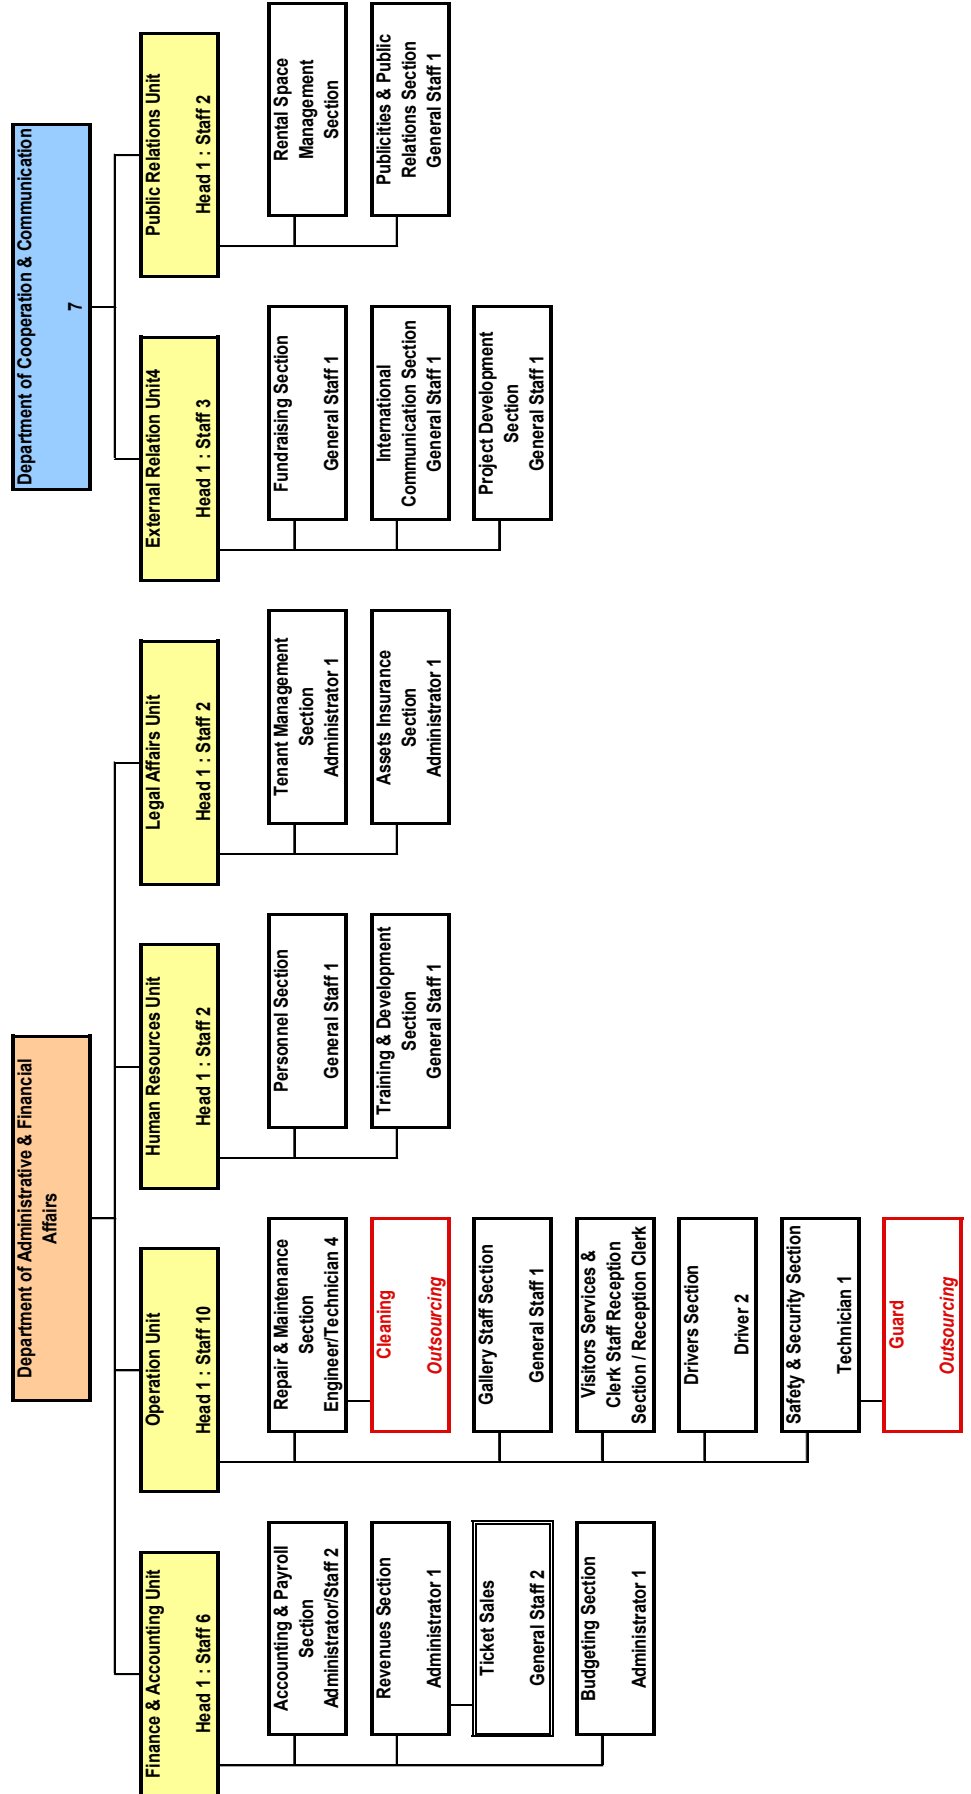 Department of Administrative & Financial
Affairs
Finance & Accounting Unit
Head 1 : Staff 6
Accounting & Payroll
Section
Administrator/Staff 2
Revenues Section
Administrator 1
Ticket Sales
General Staff 2
Budgeting Section
Administrator 1
Operation Unit
Head 1 : Staff 10
Repair & Maintenance
Section
Engineer/Technician 4
Cleaning
Outsourcing
Gallery Staff Section
General Staff 1
Visitors Services &
Clerk Staff Reception
Section / Reception Clerk
Drivers Section
Driver 2
Safety & Security Section
Technician 1
Guard
Outsourcing
Human Resources Unit
Head 1 : Staff 2
Personnel Section
General Staff 1
Training & Development
Section
General Staff 1
Legal Affairs Unit
Head 1 : Staff 2
Tenant Management
Section
Administrator 1
Assets Insurance
Section
Administrator 1
Department of Cooperation & Communication
7
External Relation Unit4
Head 1 : Staff 3
Fundraising Section
General Staff 1
International
Communication Section
General Staff 1
Project Development
Section
General Staff 1
Public Relations Unit
Head 1 : Staff 2
Rental Space
Management
Section
Publicities & Public
Relations Section
General Staff 1